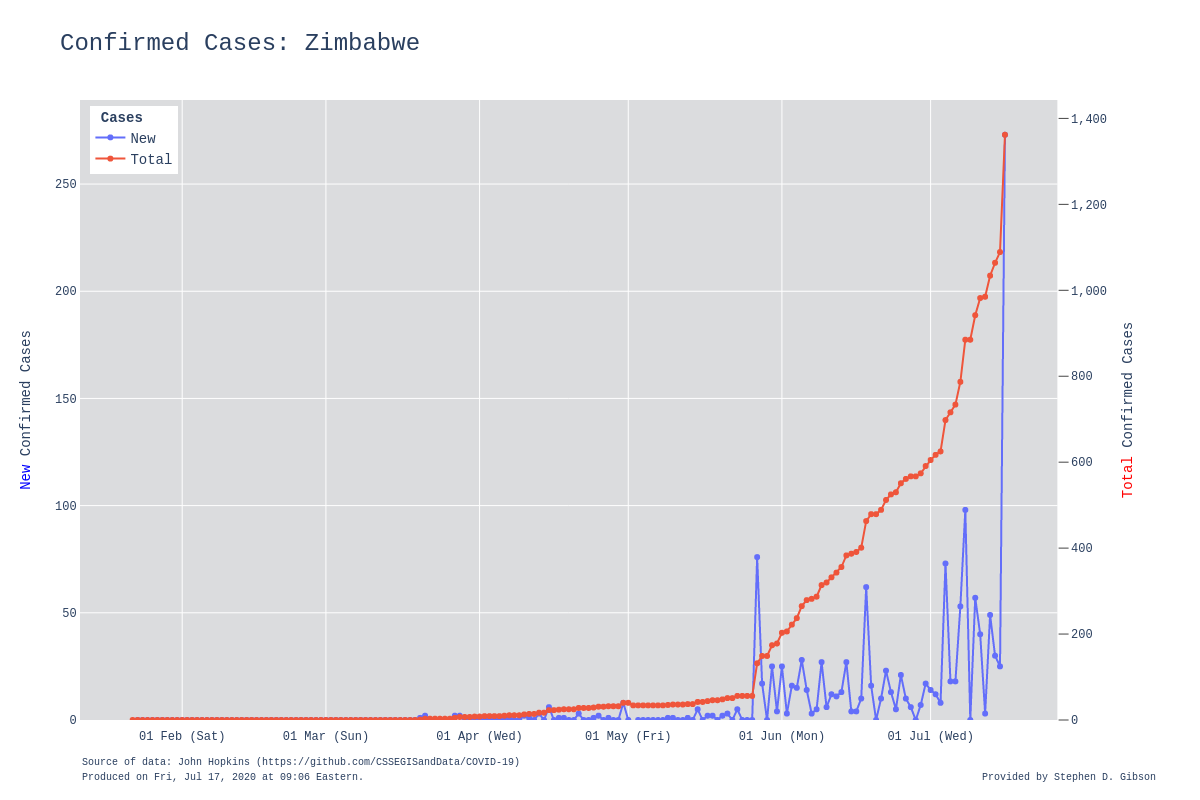 Confirmed Cases: Zimbabwe
Cases
New
Total
250
200
150
100
50
0
1,400
1,200
1,000
800
600
400
200
0
New Confirmed Cases
Total Confirmed Cases
01 Feb (Sat)
01 Mar (Sun)
01 Apr (Wed)
01 May (Fri)
01 Jun (Mon)
01 Jul (Wed)
Source of data: John Hopkins (https://github.com/CSSEGISandData/COVID-19)
Produced on Fri, Jul 17, 2020 at 09:06 Eastern.
Provided by Stephen D. Gibson